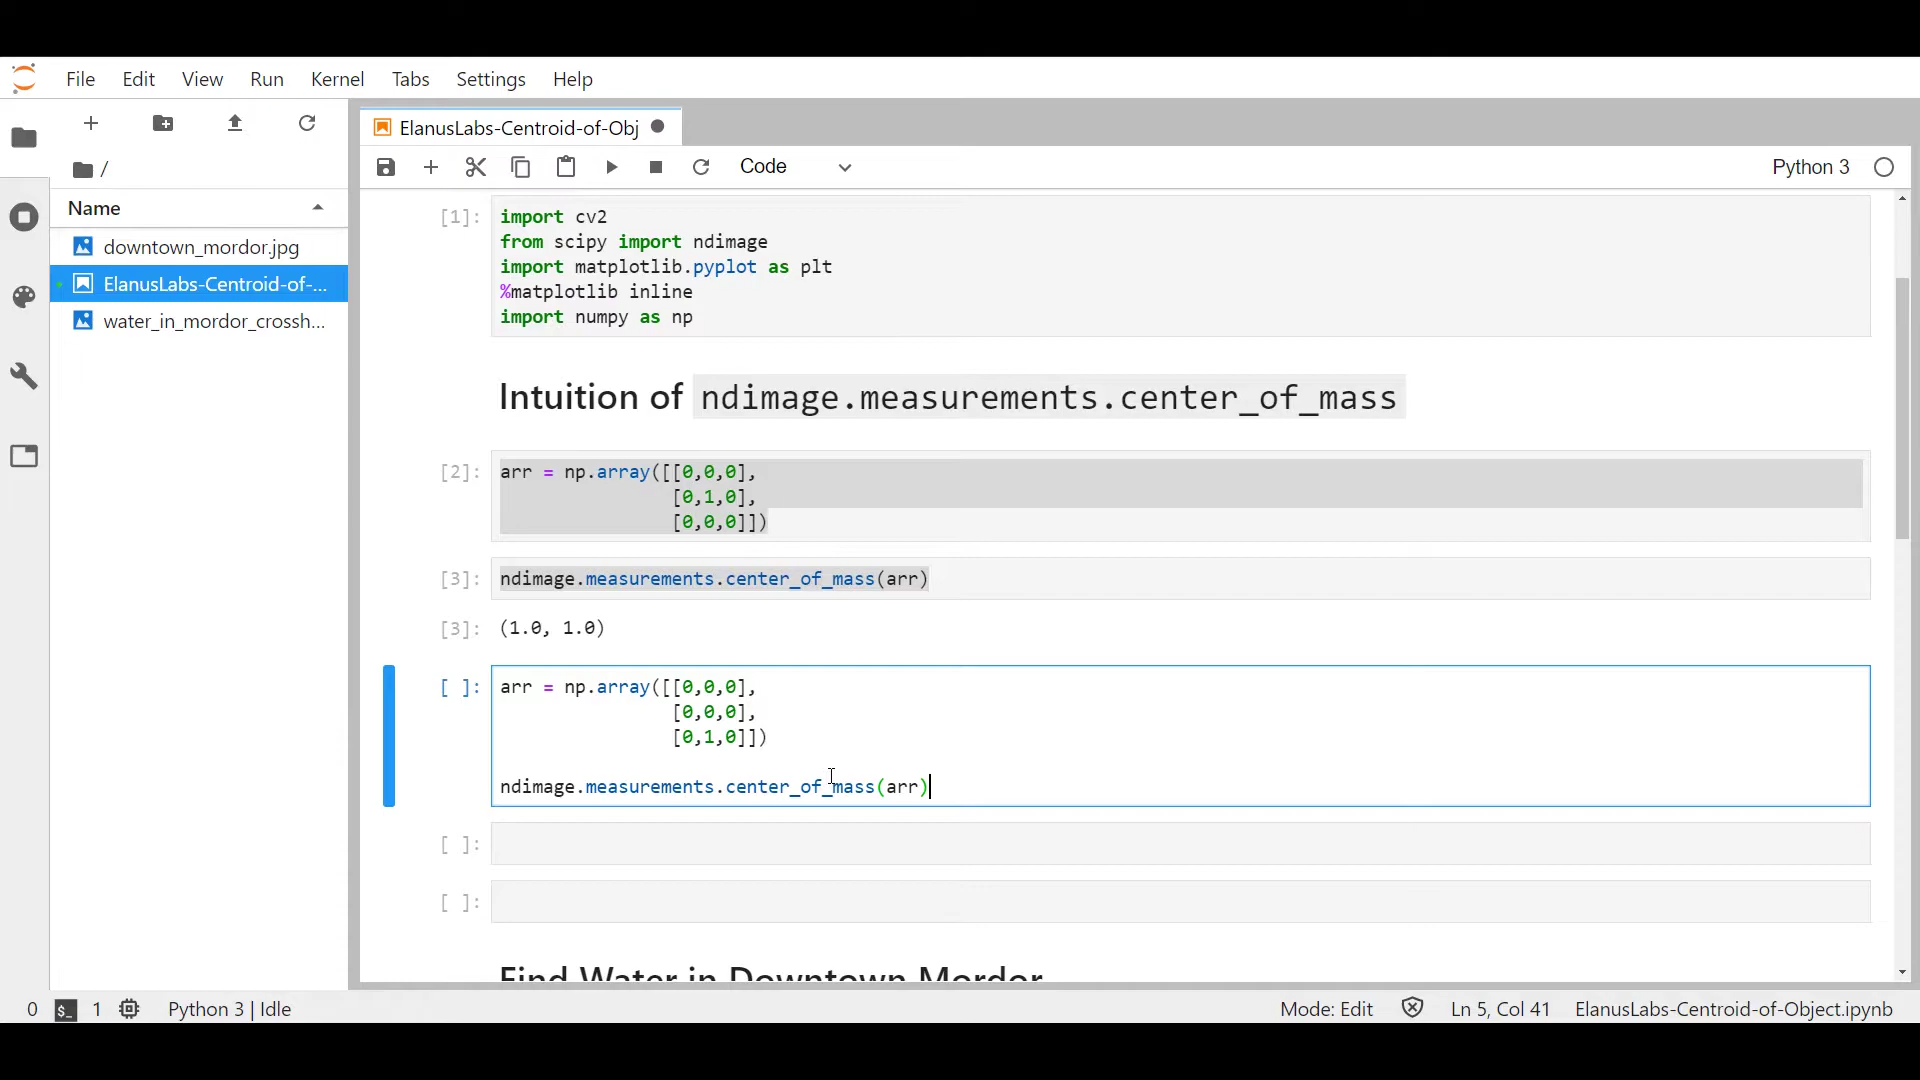 File Edit View Run Kernel Tabs Settings Help
ElanusLabs-Centroid-of-Obj
/
Code
Python 3
Name
downtown_mordor.jpg
ElanusLabs-Centroid-of-...
water_in_mordor_crossh...
[1]: import cv2
from scipy import ndimage
import matplotlib.pyplot as plt
%matplotlib inline
import numpy as np
Intuition of ndimage.measurements.center_of_mass
[2]: arr = np.array([[0,0,0],
[0,1,0],
[0,0,0]])
[3]: ndimage.measurements.center_of_mass(arr)
[3]: (1.0, 1.0)
[ ]: arr = np.array([[0,0,0],
[0,0,0],
[0,1,0]])
ndimage.measurements.center_of_mass(arr)
[ ]:
[ ]:
Find Water in Downtown Mordor
0 $_ 1 Python 3 | Idle Mode: Edit Ln 5, Col 41 ElanusLabs-Centroid-of-Object.ipynb